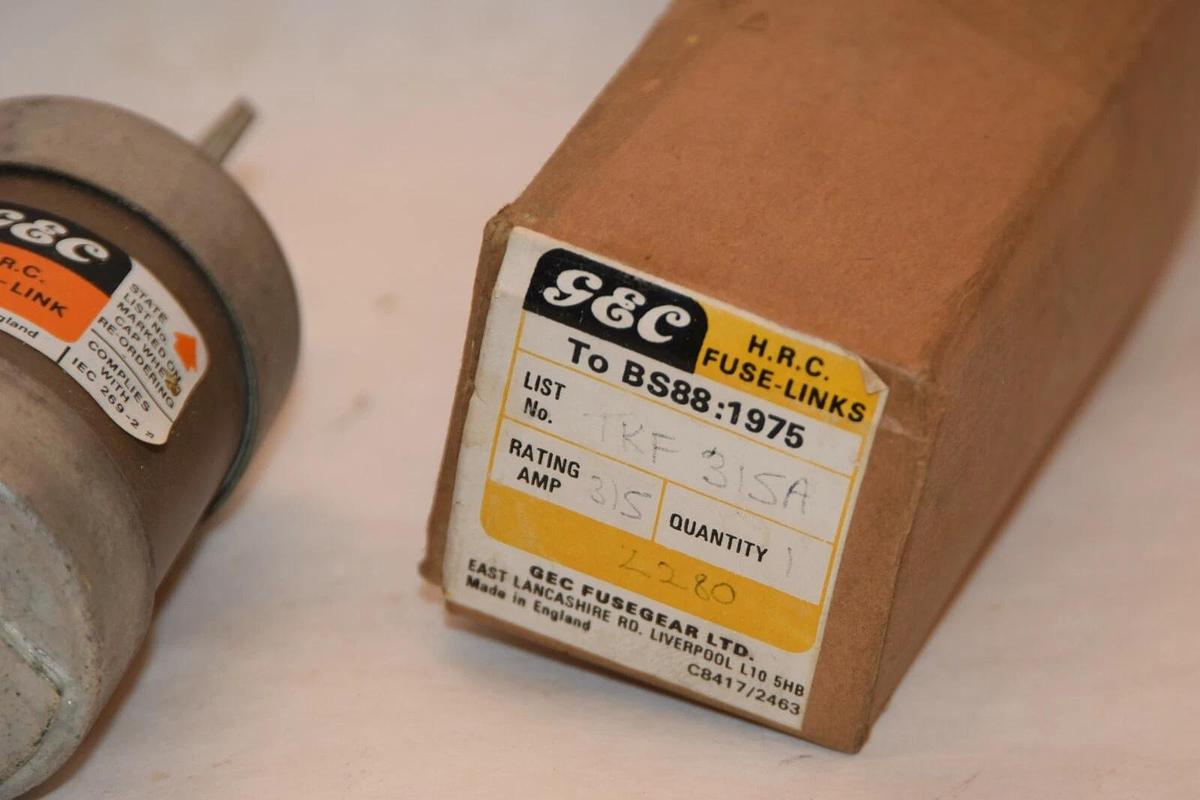 GEC
R.C.
-LINK
gland
STATE
LIST No.
MARKED ON
CAP WHEN
RE-ORDERING
COMPLIES
WITH
IEC 269-2
GEC
H.R.C.
FUSE-LINKS
To BS88:1975
LIST No. TKF 315A
RATING AMP 315
QUANTITY 1
2280
GEC FUSEGEAR LTD.
EAST LANCASHIRE RD. LIVERPOOL L10 5HB
Made in England
C8417/2463